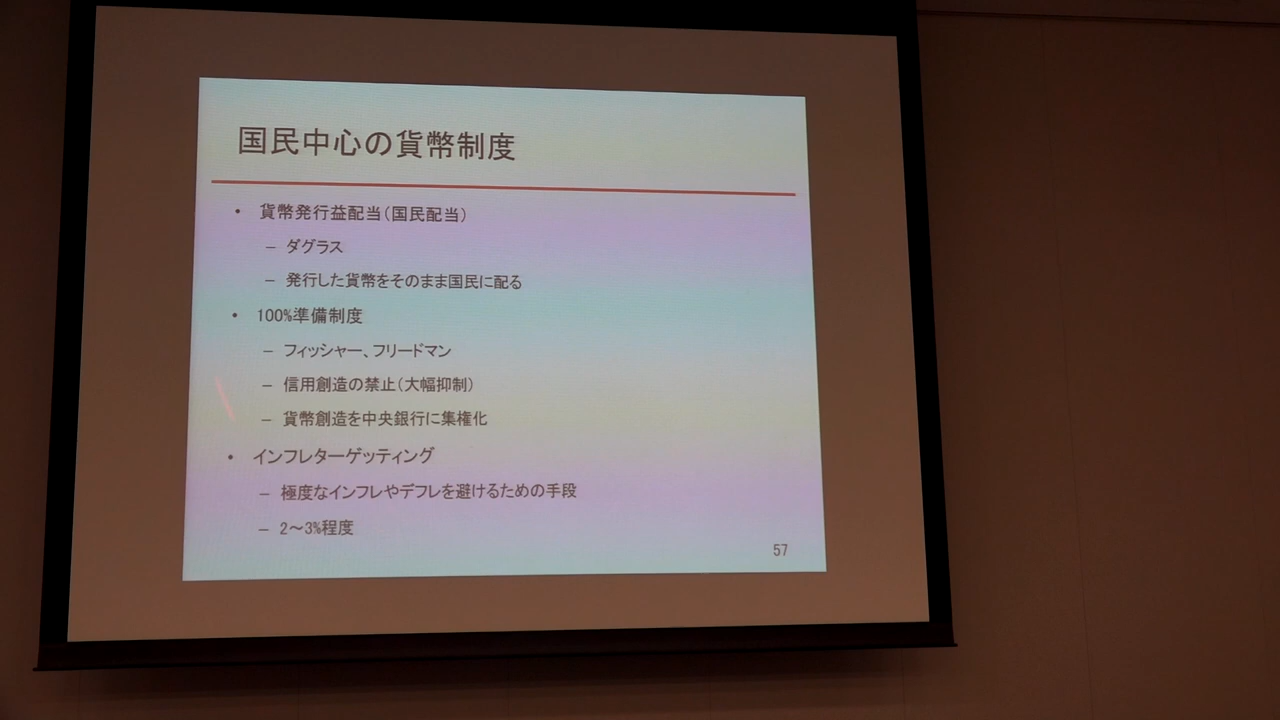 国民中心の貨幣制度
• 貨幣発行益配当(国民配当)
– ダグラス
– 発行した貨幣をそのまま国民に配る
• 100%準備制度
– フィッシャー、フリードマン
– 信用創造の禁止(大幅抑制)
– 貨幣創造を中央銀行に集権化
• インフレターゲッティング
– 極度なインフレやデフレを避けるための手段
– 2～3%程度
57